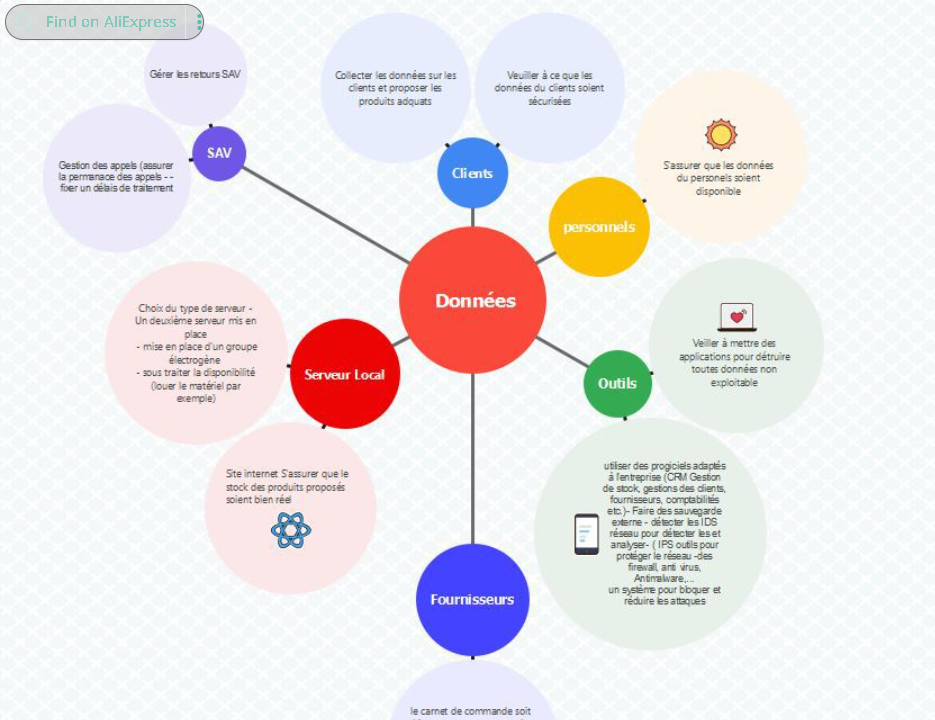 Find on AliExpress
Gérer les retours SAV
SAV
Gestion des appels (assurer
la permanace des appels - -
fixer un délais de traitement
Collecter les données sur les
clients et proposer les
produits adquats
Veuiller à ce que les
données du clients soient
sécurisées
Clients
S'assurer que les données
du personels soient
disponible
personnels
Données
Choix du type de serveur -
Un deuxième serveur mis en
place
- mise en place d'un groupe
électrogène
- sous traiter la disponibilité
(louer le matériel par
exemple)
Serveur Local
Site internet S'assurer que le
stock des produits proposés
soient bien réel
Veiller à mettre des
applications pour détruire
toutes données non
exploitable
Outils
utiliser des progiciels adaptés
à l'entreprise (CRM Gestion
de stock, gestions des clients,
fournisseurs, comptabilités
etc.)- Faire des sauvegarde
externe - détecter les IDS
réseau pour détecter les et
analyser- ( IPS outils pour
protéger le réseau -des
firewall, anti virus,
Antimalware,...
un système pour bloquer et
réduire les attaques
Fournisseurs
le carnet de commande soit